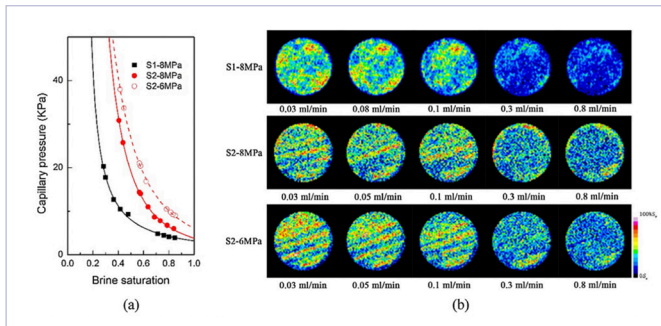 S1-8MPa
S2-8MPa
S2-6MPa
Capillary pressure (KPa)
40
20
0
0.0 0.2 0.4 0.6 0.8 1.0
Brine saturation
(a)
S1-8MPa
0.03 ml/min 0.08 ml/min 0.1 ml/min 0.3 ml/min 0.8 ml/min
S2-8MPa
0.03 ml/min 0.05 ml/min 0.1 ml/min 0.3 ml/min 0.8 ml/min
S2-6MPa
100%
0.03 ml/min 0.05 ml/min 0.1 ml/min 0.3 ml/min 0.8 ml/min
(b)